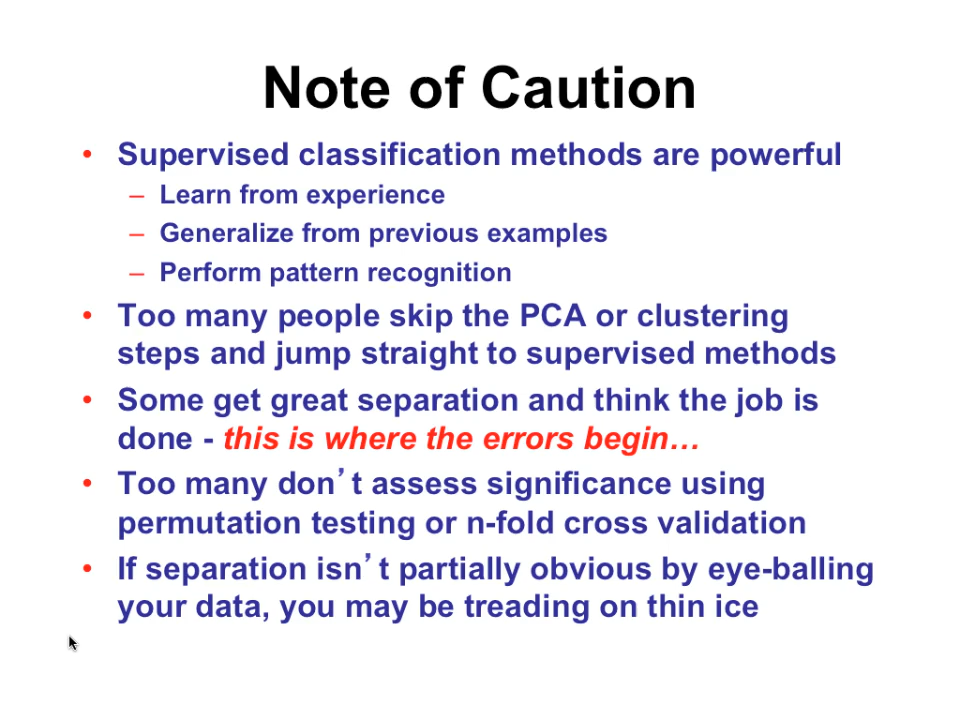 Note of Caution
• Supervised classification methods are powerful
– Learn from experience
– Generalize from previous examples
– Perform pattern recognition
• Too many people skip the PCA or clustering
steps and jump straight to supervised methods
• Some get great separation and think the job is
done - this is where the errors begin…
• Too many don’t assess significance using
permutation testing or n-fold cross validation
• If separation isn’t partially obvious by eye-balling
your data, you may be treading on thin ice